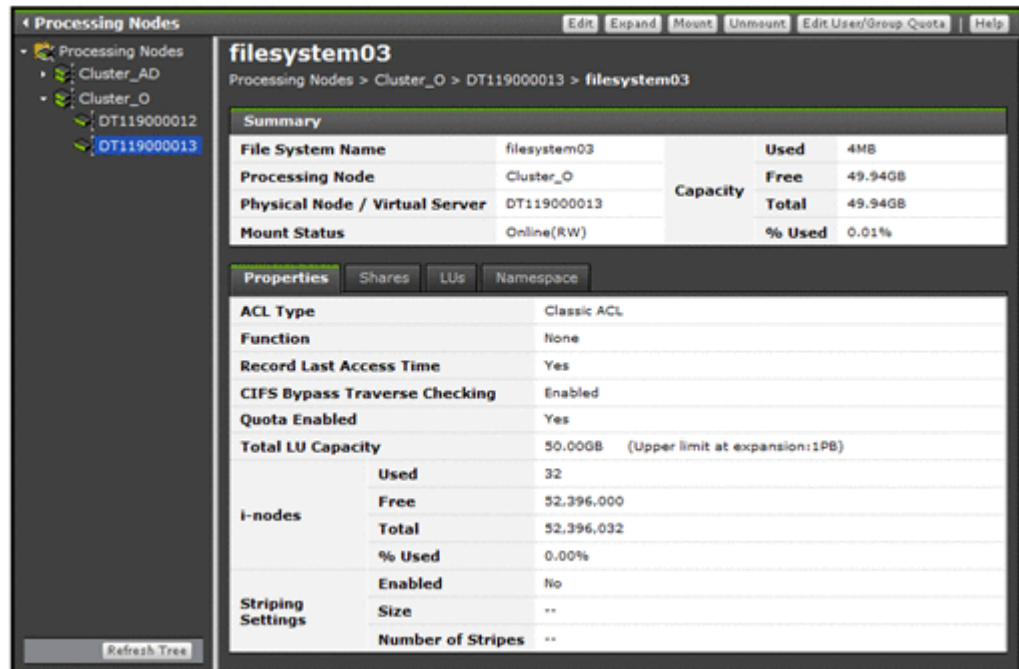 Processing Nodes
Edit Expand Mount Unmount Edit User/Group Quota | Help
Processing Nodes
Cluster_AD
Cluster_O
DT119000012
DT119000013
Refresh Tree
filesystem03
Processing Nodes > Cluster_O > DT119000013 > filesystem03
Summary
File System Name filesystem03
Processing Node Cluster_O
Physical Node / Virtual Server DT119000013
Mount Status Online(RW)
Capacity
Used 4MB
Free 49.94GB
Total 49.94GB
% Used 0.01%
Properties Shares LUs Namespace
ACL Type Classic ACL
Function None
Record Last Access Time Yes
CIFS Bypass Traverse Checking Enabled
Quota Enabled Yes
Total LU Capacity 50.00GB (Upper limit at expansion:1PB)
i-nodes
Used 32
Free 52,396,000
Total 52,396,032
% Used 0.00%
Striping
Settings
Enabled No
Size --
Number of Stripes --